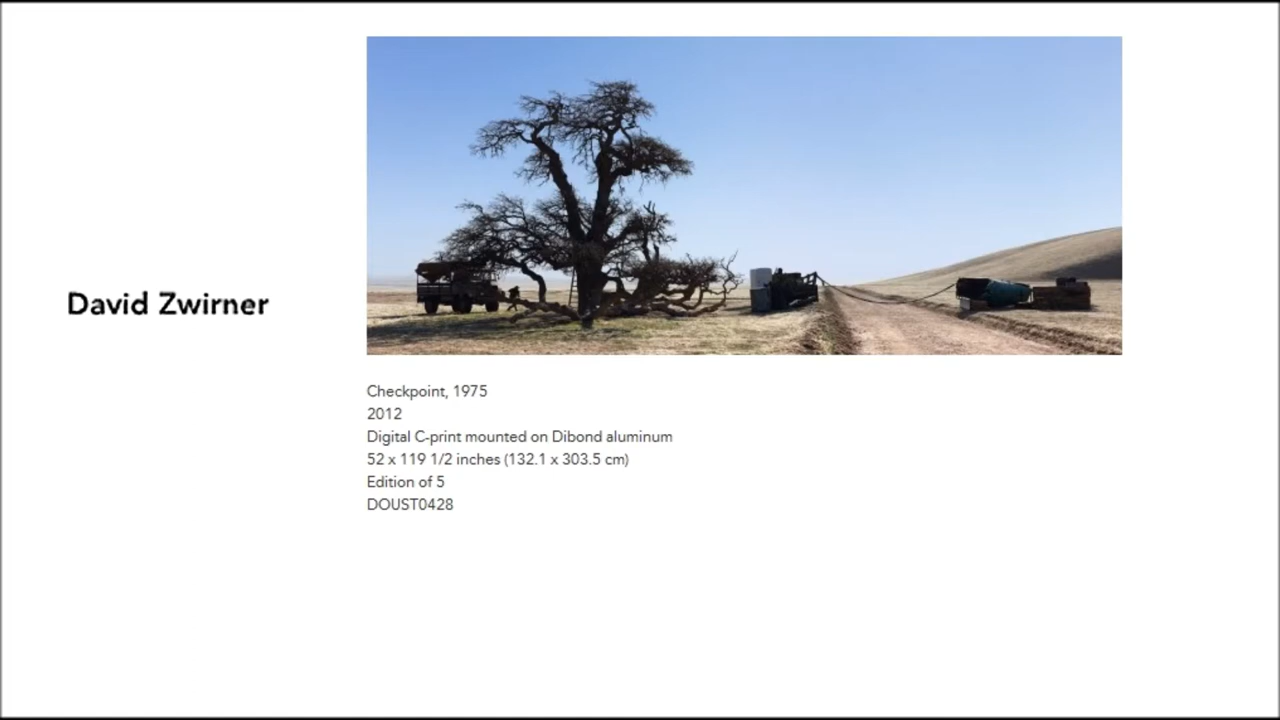 David Zwirner
Checkpoint, 1975
2012
Digital C-print mounted on Dibond aluminum
52 x 119 1/2 inches (132.1 x 303.5 cm)
Edition of 5
DOUST0428